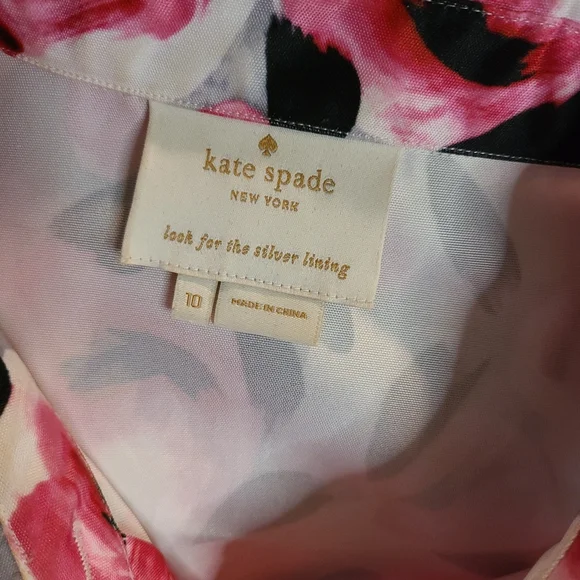 kate spade
NEW YORK
look for the silver lining
10
MADE IN CHINA